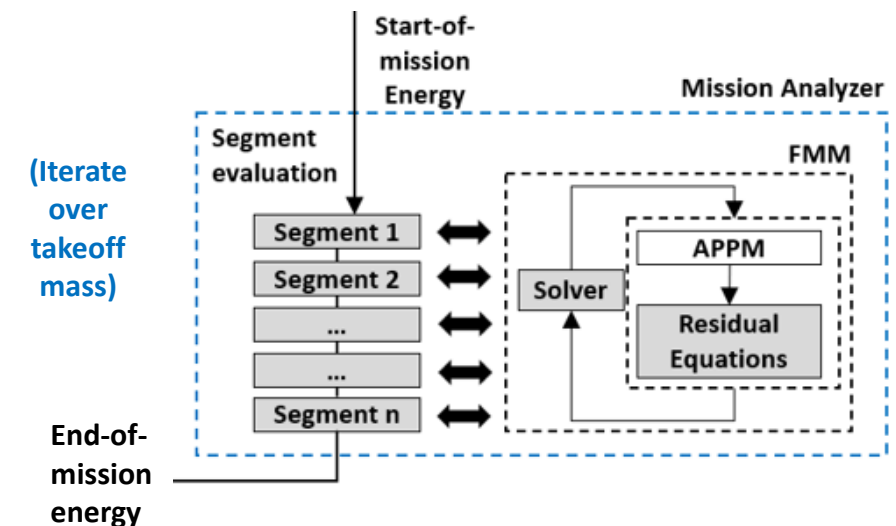 Start-of-
mission
Energy
Mission Analyzer
Segment
evaluation
FMM
(Iterate
over
takeoff
mass)
Segment 1
APPM
Segment 2
Solver
...
Residual
Equations
...
Segment n
End-of-
mission
energy